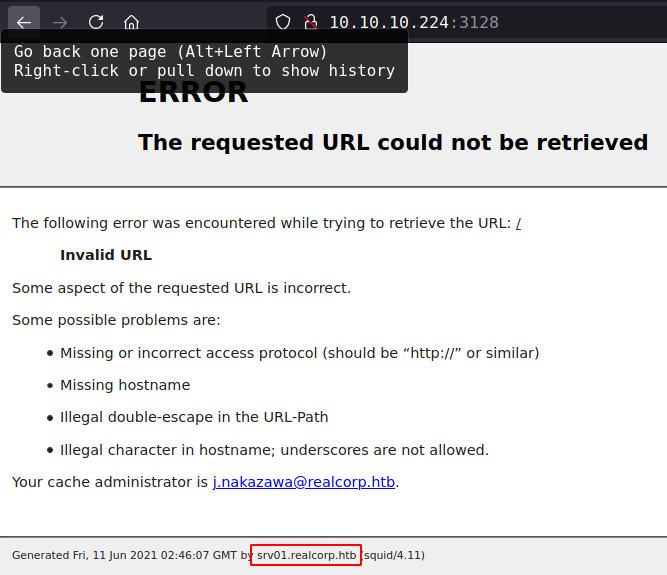 10.10.10.224:3128
Go back one page (Alt+Left Arrow)
Right-click or pull down to show history
ERROR
The requested URL could not be retrieved
The following error was encountered while trying to retrieve the URL: /
Invalid URL
Some aspect of the requested URL is incorrect.
Some possible problems are:
• Missing or incorrect access protocol (should be “http://” or similar)
• Missing hostname
• Illegal double-escape in the URL-Path
• Illegal character in hostname; underscores are not allowed.
Your cache administrator is j.nakazawa@realcorp.htb.
Generated Fri, 11 Jun 2021 02:46:07 GMT by srv01.realcorp.htb (squid/4.11)